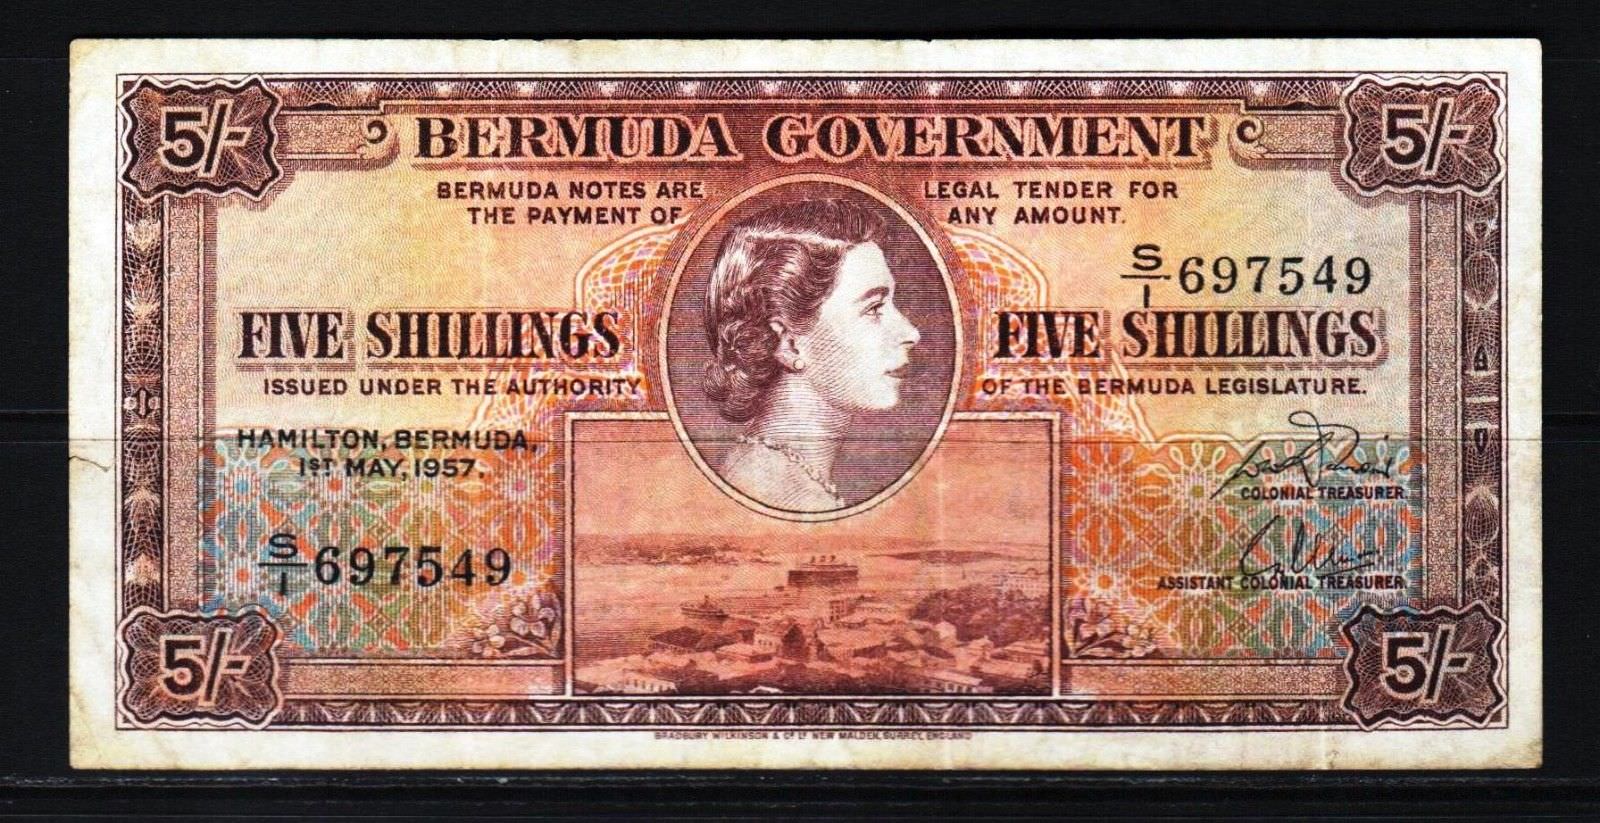 5/- 5/-
BERMUDA GOVERNMENT
BERMUDA NOTES ARE LEGAL TENDER FOR
THE PAYMENT OF ANY AMOUNT.
S/1 697549
FIVE SHILLINGS FIVE SHILLINGS
ISSUED UNDER THE AUTHORITY OF THE BERMUDA LEGISLATURE.
HAMILTON, BERMUDA,
1ST MAY, 1957.
COLONIAL TREASURER.
S/1 697549
ASSISTANT COLONIAL TREASURER.
5/- 5/-
BRADBURY WILKINSON & Co. Ld. NEW MALDEN, SURREY, ENGLAND